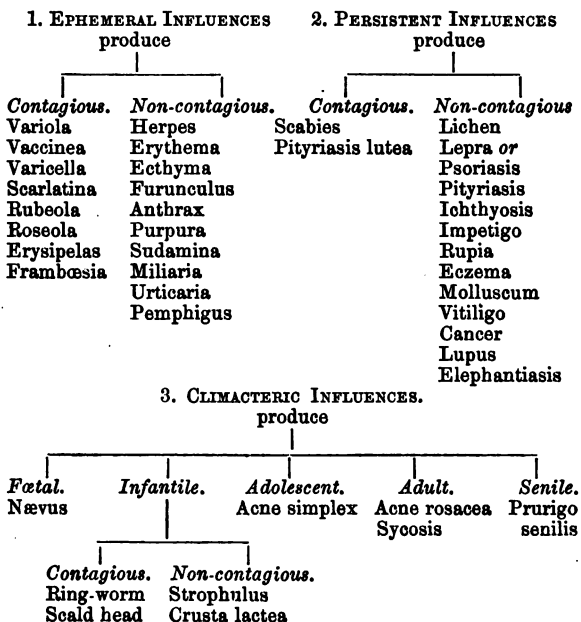 1. Ephemeral Influences
produce
Contagious.
Variola
Vaccinea
Varicella
Scarlatina
Rubeola
Roseola
Erysipelas
Frambœsia
Non-contagious.
Herpes
Erythema
Ecthyma
Furunculus
Anthrax
Purpura
Sudamina
Miliaria
Urticaria
Pemphigus
2. Persistent Influences
produce
Contagious.
Scabies
Pityriasis lutea
Non-contagious
Lichen
Lepra or
Psoriasis
Pityriasis
Ichthyosis
Impetigo
Rupia
Eczema
Molluscum
Vitiligo
Cancer
Lupus
Elephantiasis
3. Climacteric Influences.
produce
Fœtal.
Nævus
Infantile.
Contagious.
Ring-worm
Scald head
Non-contagious.
Strophulus
Crusta lactea
Adolescent.
Acne simplex
Adult.
Acne rosacea
Sycosis
Senile.
Prurigo
senilis